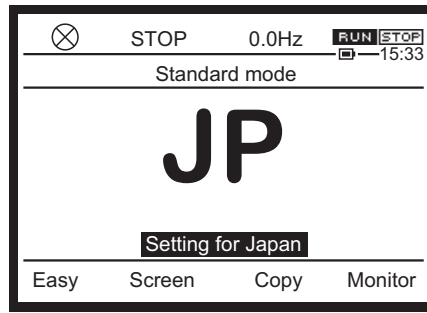 STOP 0.0Hz RUN STOP
15:33
Standard mode
JP
Setting for Japan
Easy Screen Copy Monitor